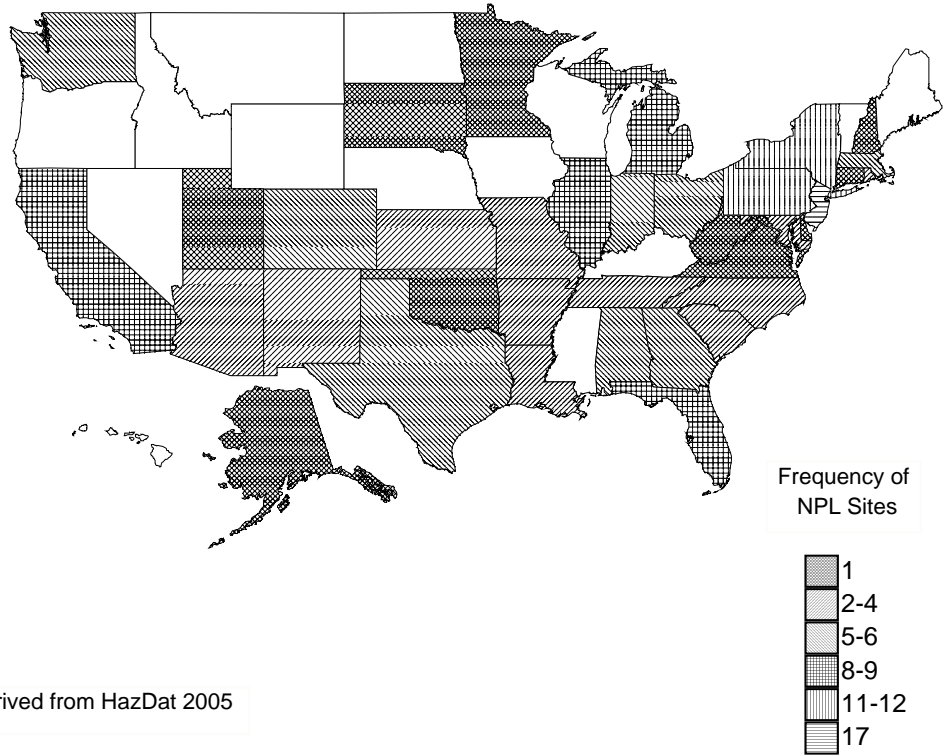 Frequency of
NPL Sites
1
2-4
5-6
8-9
11-12
17
rived from HazDat 2005